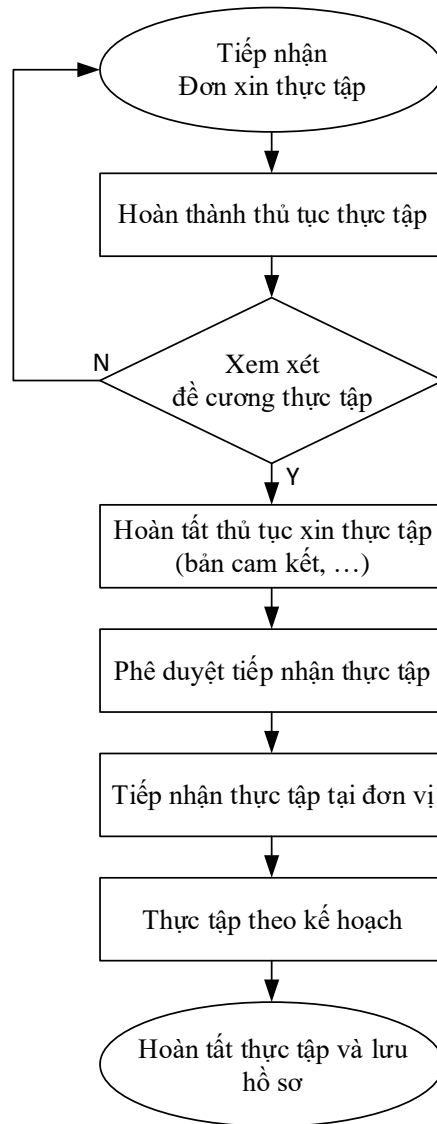 Tiếp nhận
Đơn xin thực tập
Hoàn thành thủ tục thực tập
N
Xem xét
đề cương thực tập
Y
Hoàn tất thủ tục xin thực tập
(bản cam kết, …)
Phê duyệt tiếp nhận thực tập
Tiếp nhận thực tập tại đơn vị
Thực tập theo kế hoạch
Hoàn tất thực tập và lưu
hồ sơ